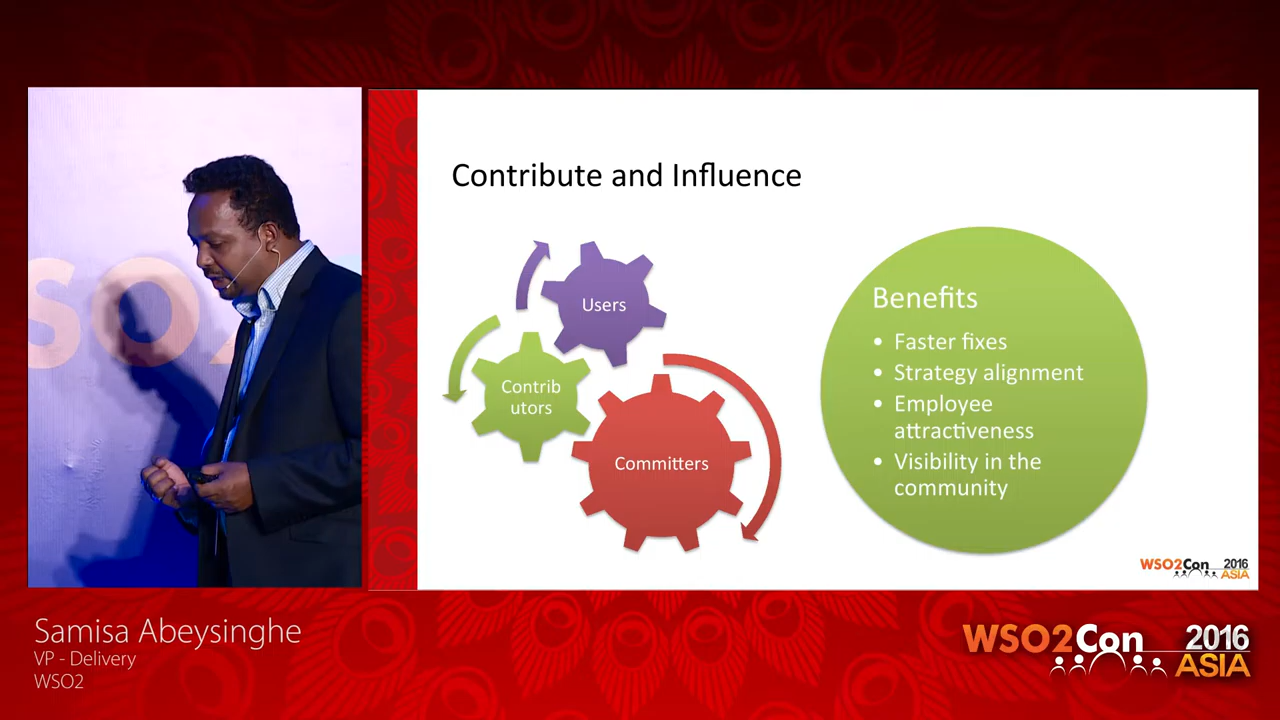 Contribute and Influence
Users
Contrib
utors
Committers
Benefits
• Faster fixes
• Strategy alignment
• Employee
attractiveness
• Visibility in the
community
WSO2Con 2016
ASIA
SO
Samisa Abeysinghe
VP - Delivery
WSO2
WSO2Con 2016
ASIA